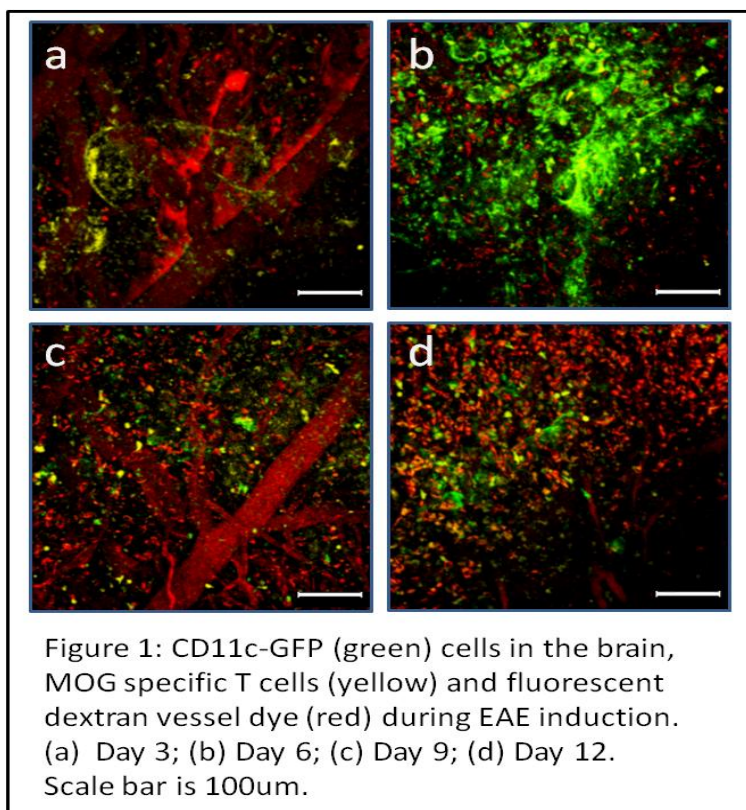 a
b
c
d
Figure 1: CD11c-GFP (green) cells in the brain,
MOG specific T cells (yellow) and fluorescent
dextran vessel dye (red) during EAE induction.
(a) Day 3; (b) Day 6; (c) Day 9; (d) Day 12.
Scale bar is 100um.